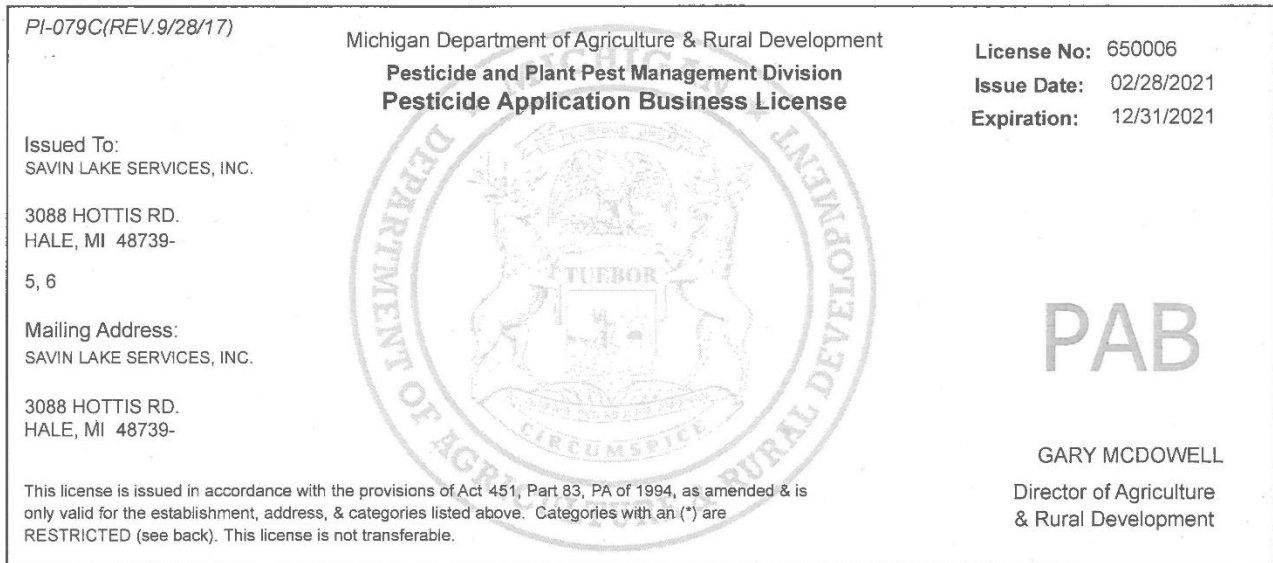 PI-079C(REV.9/28/17)
Michigan Department of Agriculture & Rural Development
Pesticide and Plant Pest Management Division
Pesticide Application Business License
License No: 650006
Issue Date: 02/28/2021
Expiration: 12/31/2021
Issued To:
SAVIN LAKE SERVICES, INC.
3088 HOTTIS RD.
HALE, MI 48739-
5, 6
Mailing Address:
SAVIN LAKE SERVICES, INC.
3088 HOTTIS RD.
HALE, MI 48739-
MICHIGAN DEPARTMENT OF AGRICULTURE & RURAL DEVELOPMENT
E PLURIBUS UNUM
TUEBOR
CIRCUMSPICE
PAB
GARY MCDOWELL
Director of Agriculture
& Rural Development
This license is issued in accordance with the provisions of Act 451, Part 83, PA of 1994, as amended & is
only valid for the establishment, address, & categories listed above. Categories with an (*) are
RESTRICTED (see back). This license is not transferable.